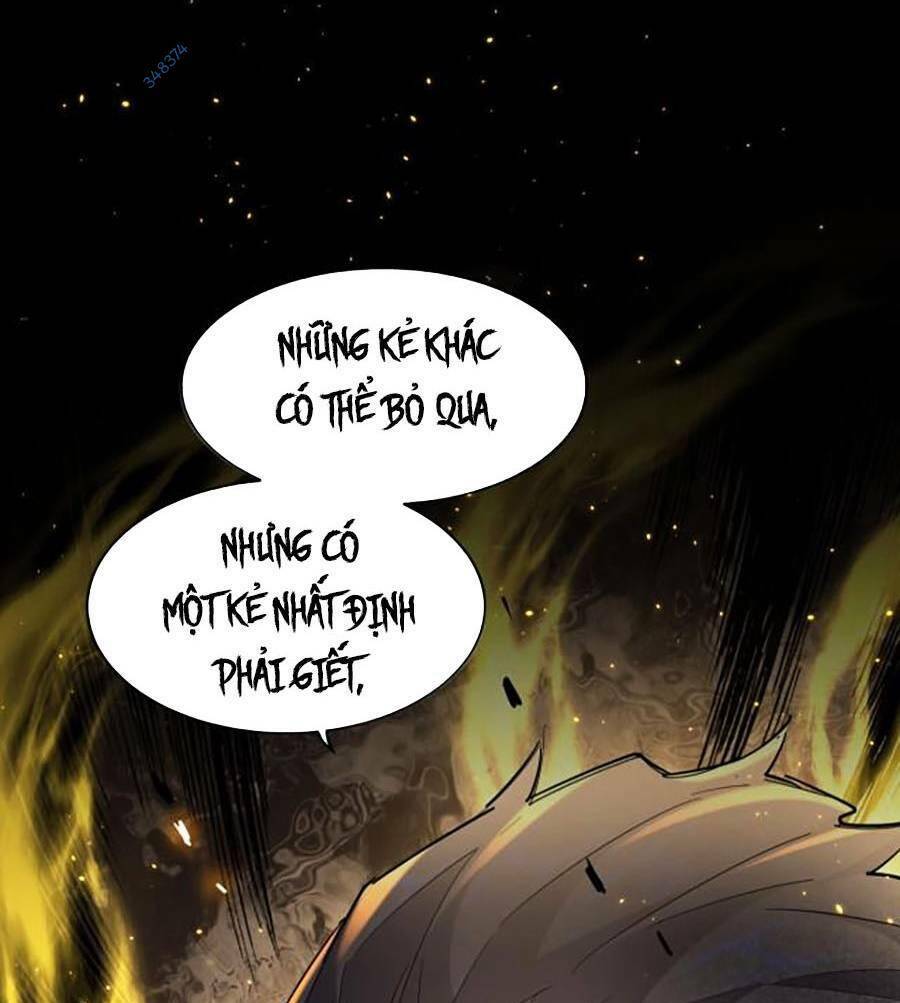 348374
NHỮNG KẺ KHÁC
CÓ THỂ BỎ QUA,
NHƯNG CÓ
MỘT KẺ NHẤT ĐỊNH
PHẢI GIẾT,